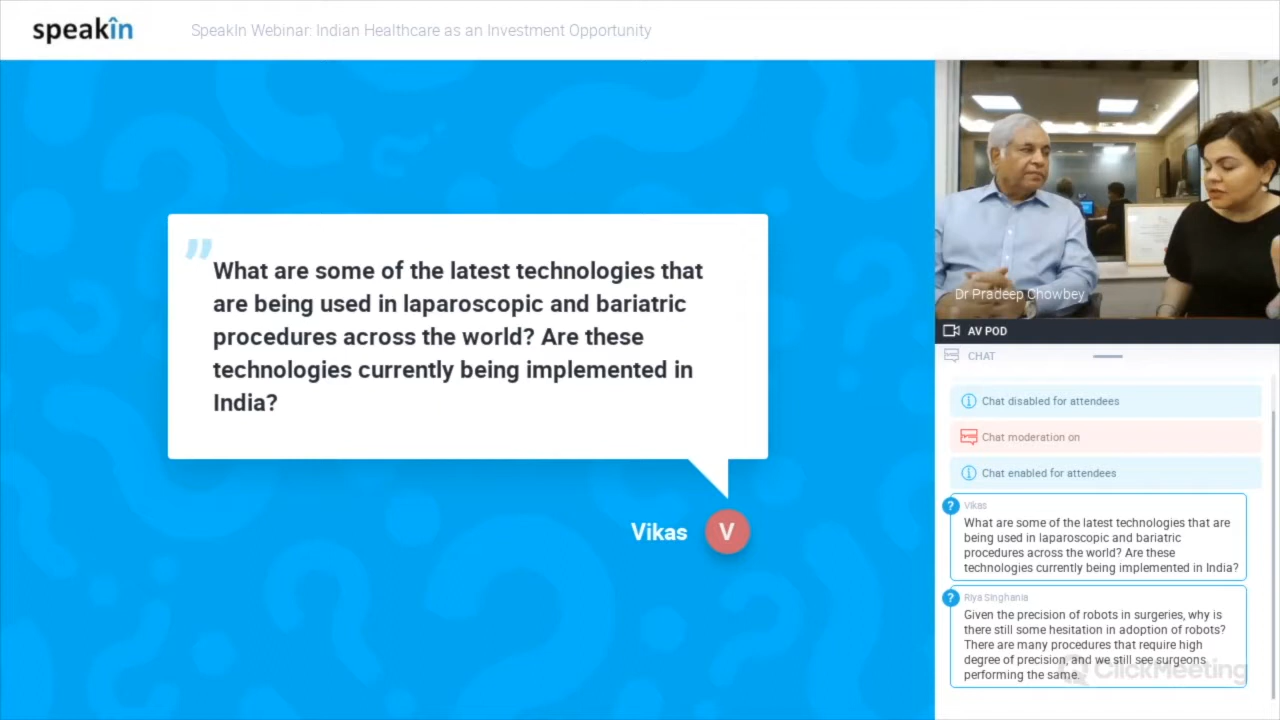 speakîn
SpeakIn Webinar: Indian Healthcare as an Investment Opportunity
”
What are some of the latest technologies that
are being used in laparoscopic and bariatric
procedures across the world? Are these
technologies currently being implemented in
India?
Vikas
V
Dr Pradeep Chowbey
AV POD
CHAT
Chat disabled for attendees
Chat moderation on
Chat enabled for attendees
?
Vikas
What are some of the latest technologies that are
being used in laparoscopic and bariatric
procedures across the world? Are these
technologies currently being implemented in India?
?
Riya Singhania
Given the precision of robots in surgeries, why is
there still some hesitation in adoption of robots?
There are many procedures that require high
degree of precision, and we still see surgeons
performing the same.
ClickMeeting